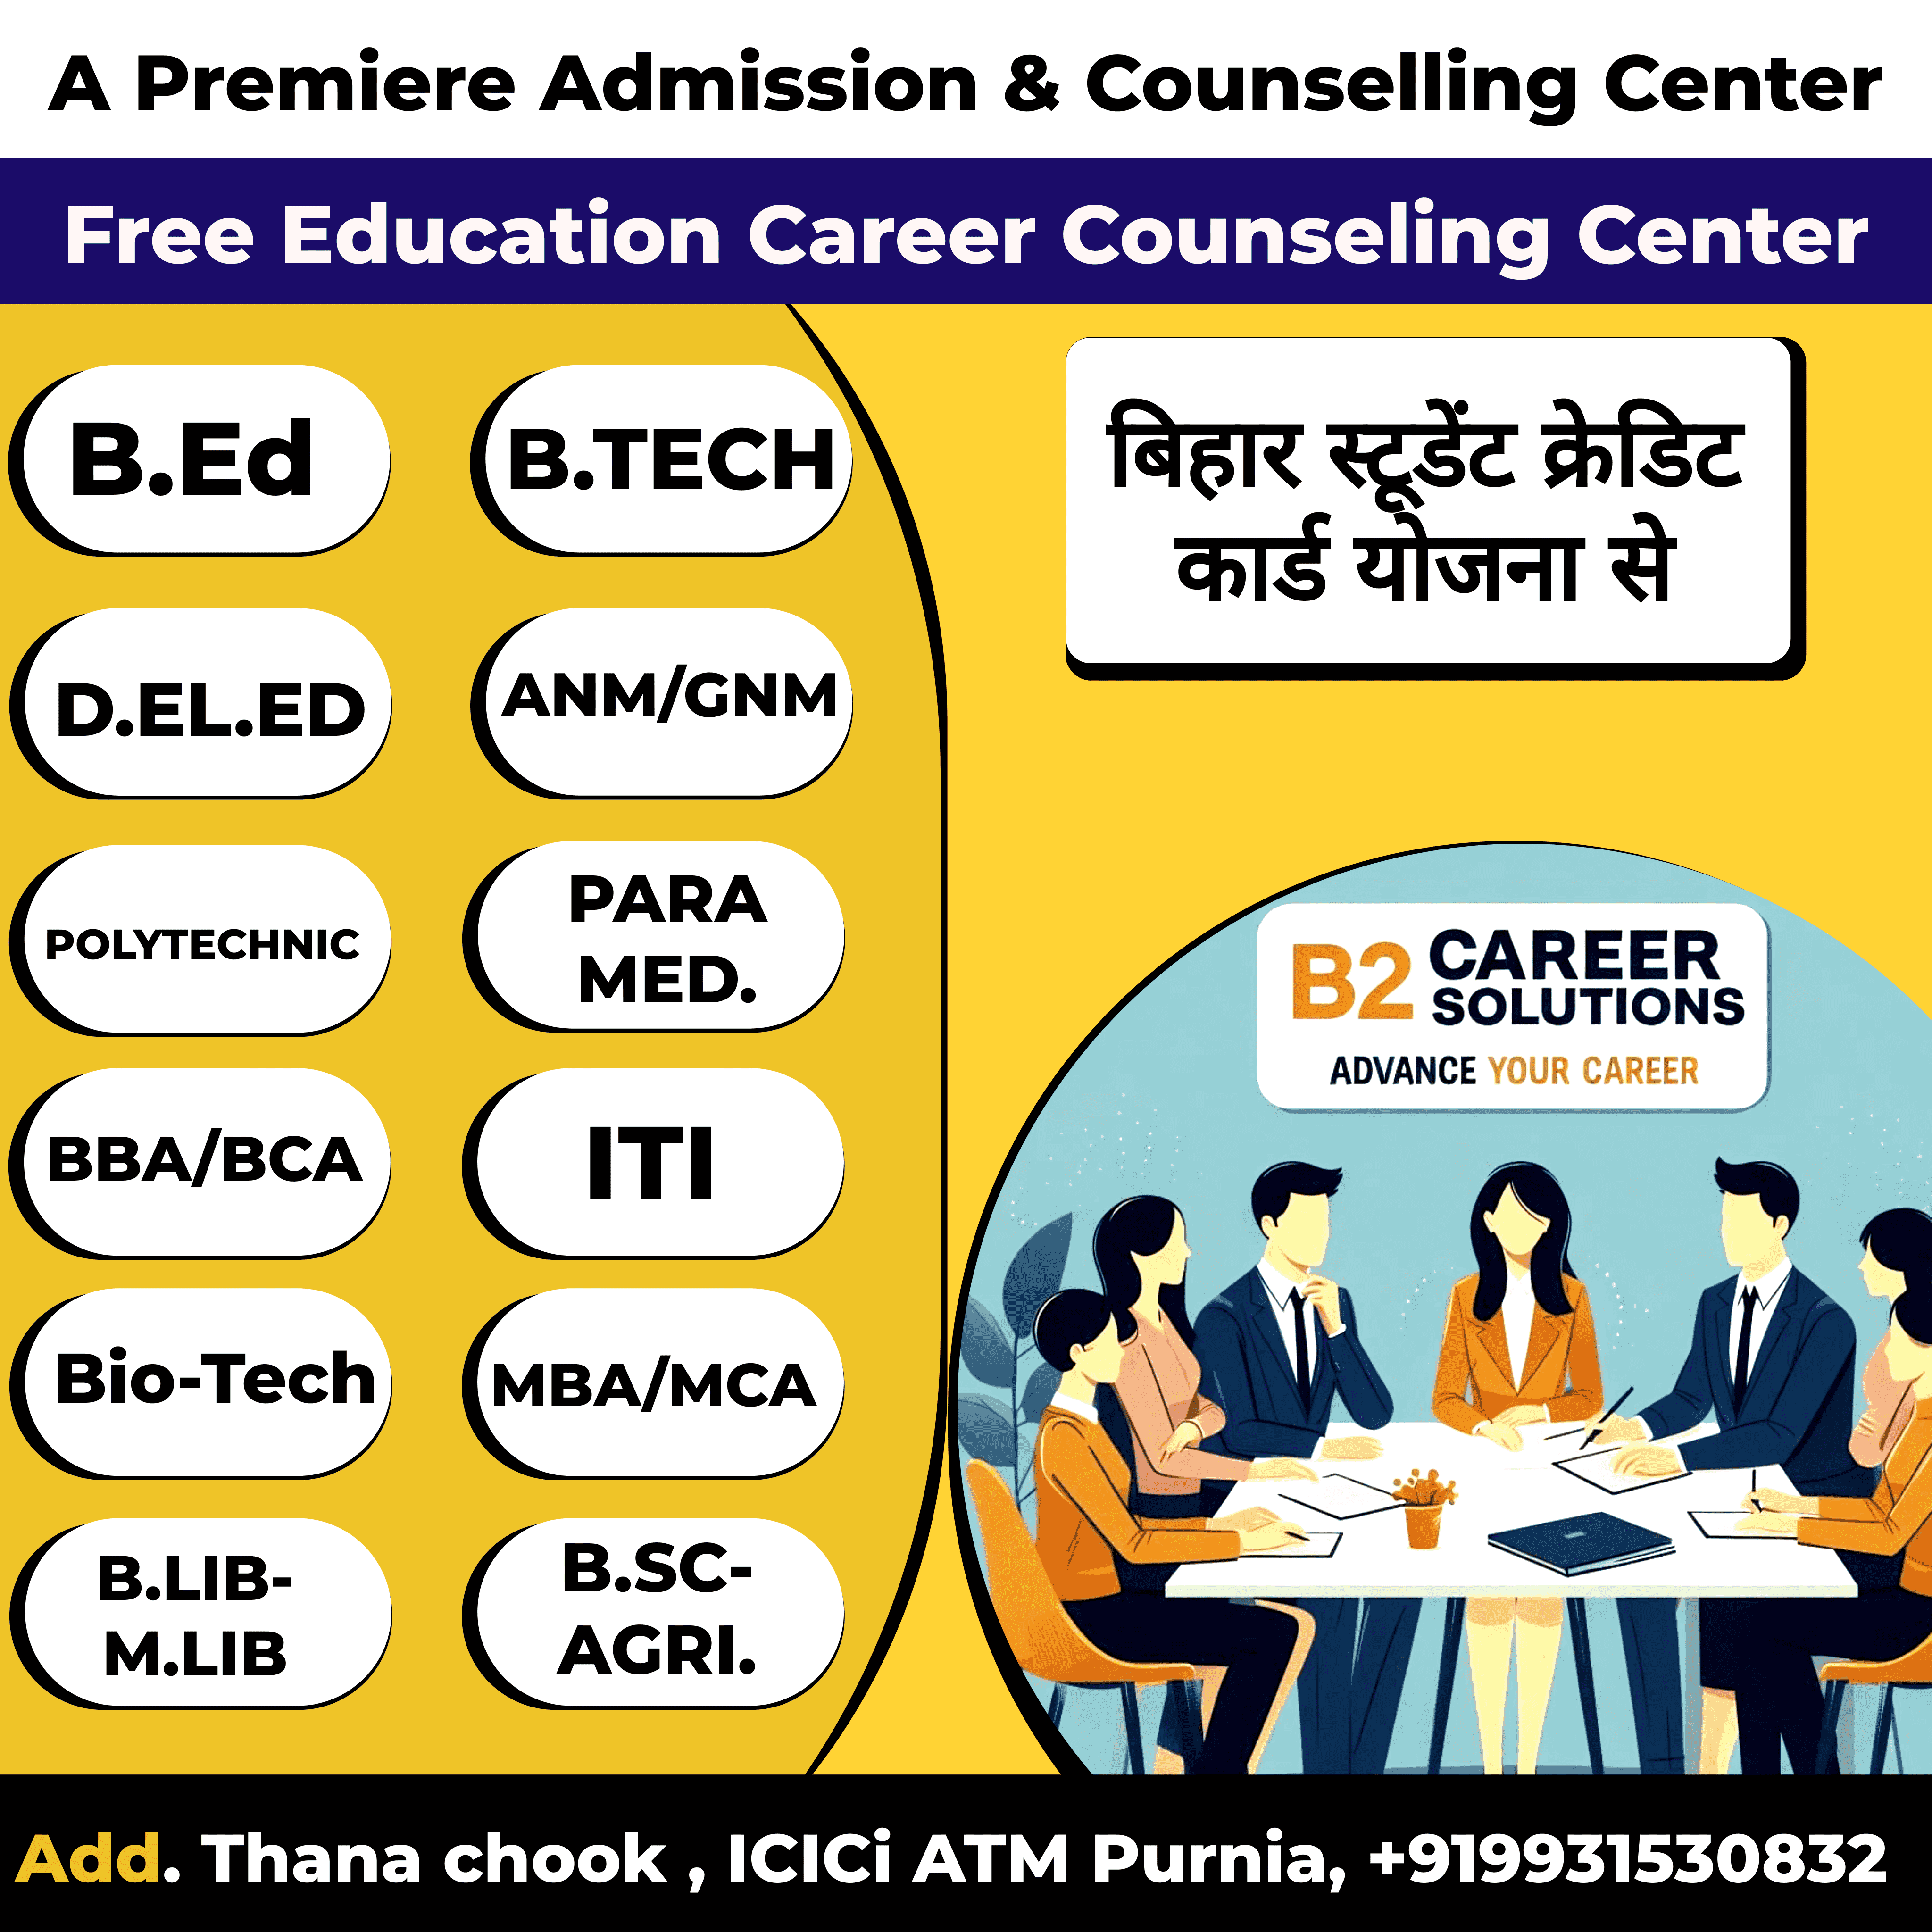 A Premiere Admission & Counselling Center
Free Education Career Counseling Center
B.Ed
B.TECH
D.EL.ED
ANM/GNM
POLYTECHNIC
PARA
MED.
BBA/BCA
ITI
Bio-Tech
MBA/MCA
B.LIB-
M.LIB
B.SC-
AGRI.
बिहार स्टूडेंट क्रेडिट
कार्ड योजना से
B2 CAREER
SOLUTIONS
ADVANCE YOUR CAREER
Add. Thana chook , ICICi ATM Purnia, +919931530832